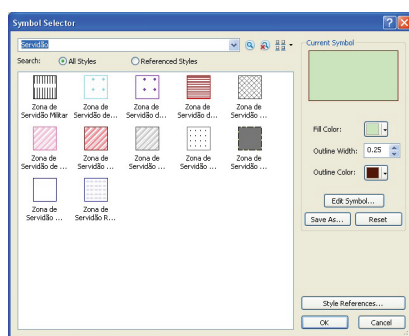 Symbol Selector
Servidão
Search:
All Styles
Referenced Styles
Zona de
Servidão Militar
Zona de
Servidão de...
Zona de
Servidão d...
Zona de
Servidão d...
Zona de
Servidão ...
Zona de
Servidão de ...
Zona de
Servidão ...
Zona de
Servidão ...
Zona de
Servidão ...
Zona de
Servidão ...
Zona de
Servidão ...
Zona de
Servidão R...
Current Symbol
Fill Color:
Outline Width:
0.25
Outline Color:
Edit Symbol...
Save As...
Reset
Style References...
OK
Cancel